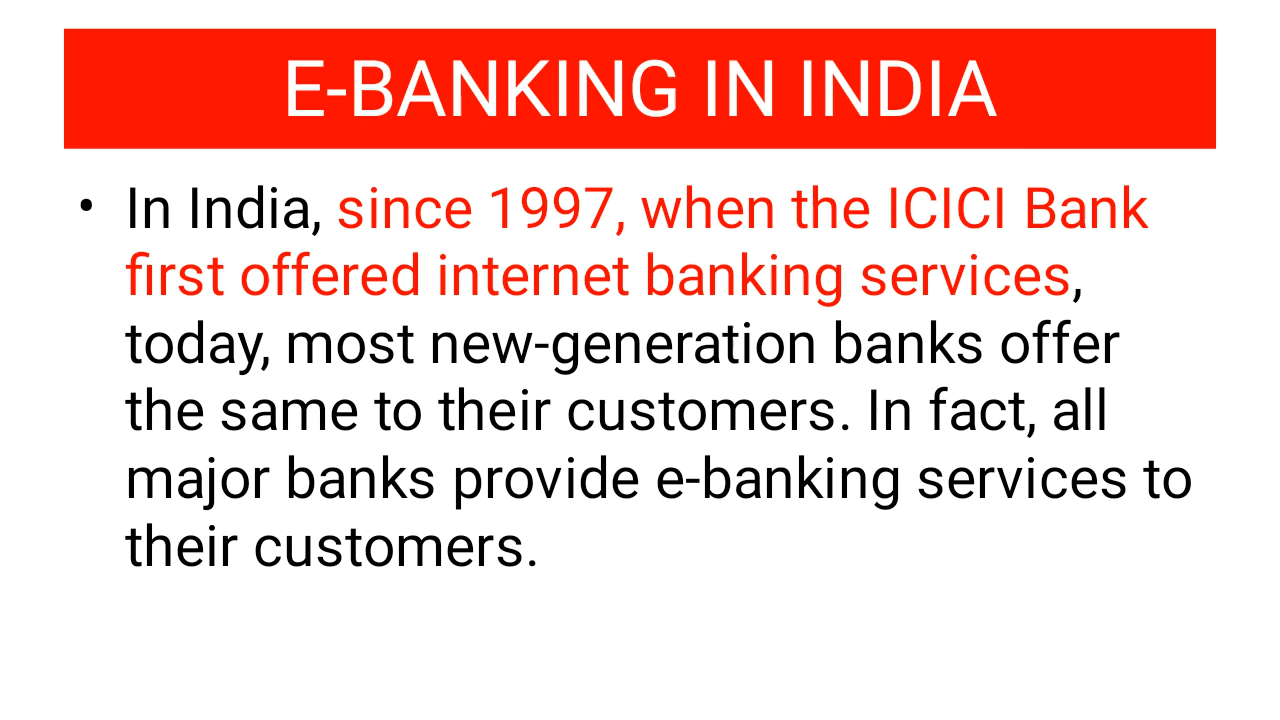 E-BANKING IN INDIA
• In India, since 1997, when the ICICI Bank
first offered internet banking services,
today, most new-generation banks offer
the same to their customers. In fact, all
major banks provide e-banking services to
their customers.